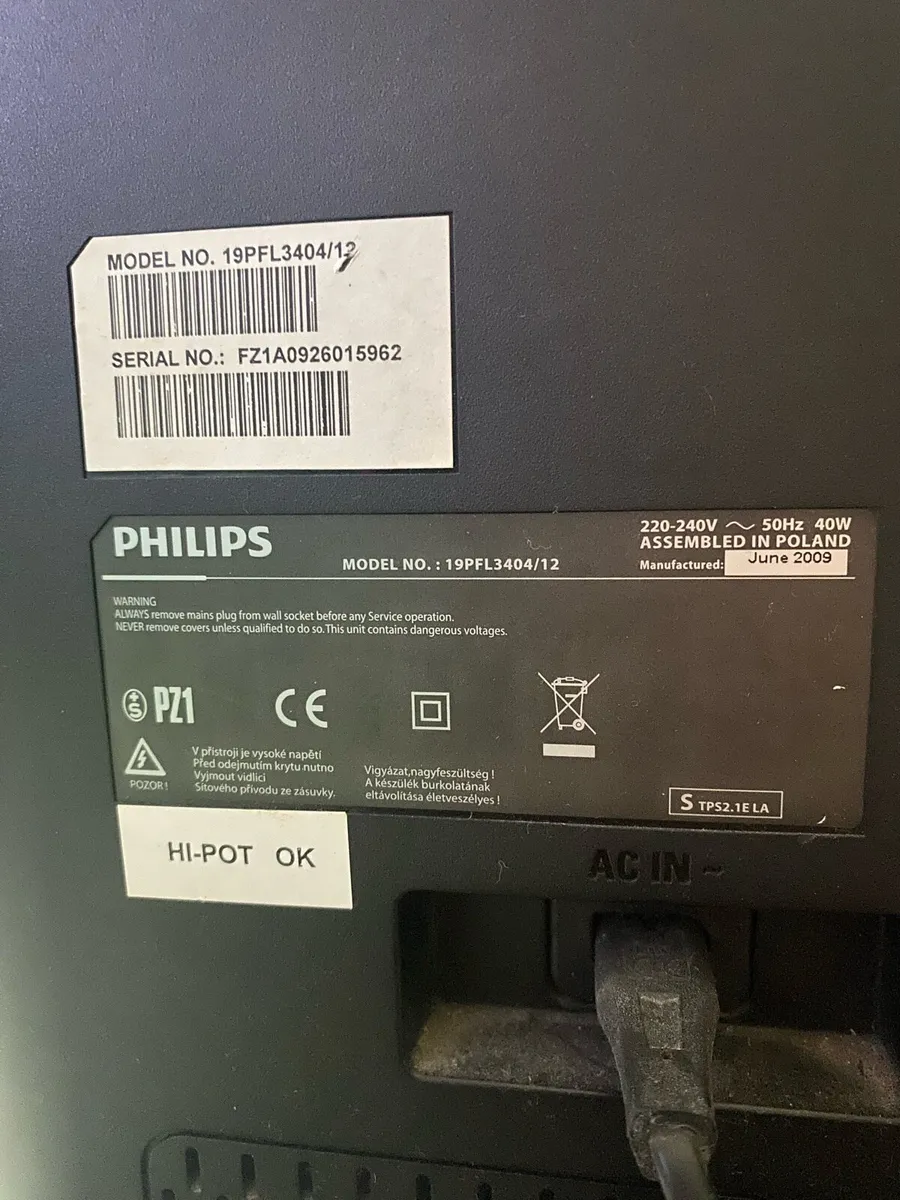 MODEL NO. 19PFL3404/12
SERIAL NO.: FZ1A0926015962
PHILIPS
MODEL NO. : 19PFL3404/12
220-240V ~ 50Hz 40W
ASSEMBLED IN POLAND
Manufactured: June 2009
WARNING
ALWAYS remove mains plug from wall socket before any Service operation.
NEVER remove covers unless qualified to do so. This unit contains dangerous voltages.
S PZ1
CE
POZOR!
V přistroji je vysoké napětí
Před odejmutím krytu nutno
Vyjmout vidlici
Sítového přivodu ze zásuvky.
Vigyázat,nagyfeszültség !
A készülék burkolatának
eltávolítása életveszélyes !
S TPS2.1E LA
HI-POT OK
AC IN ~